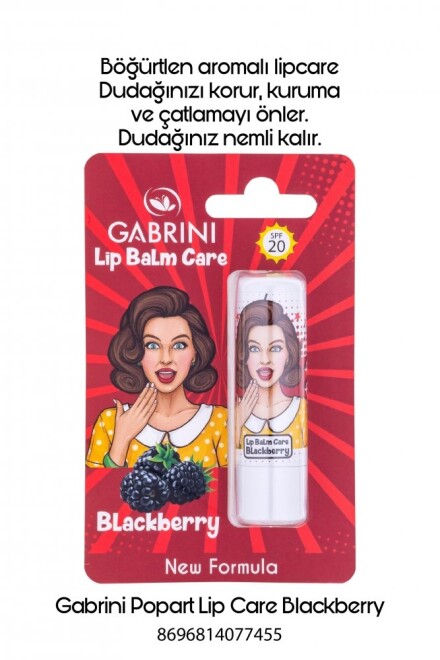 Böğürtlen aromalı lipcare
Dudağınızı korur, kuruma
ve çatlamayı önler.
Dudağınız nemli kalır.
GABRINI
Lip Balm Care
SPF
20
Lip Balm Care
Blackberry
Blackberry
New Formula
Gabrini Popart Lip Care Blackberry
8696814077455